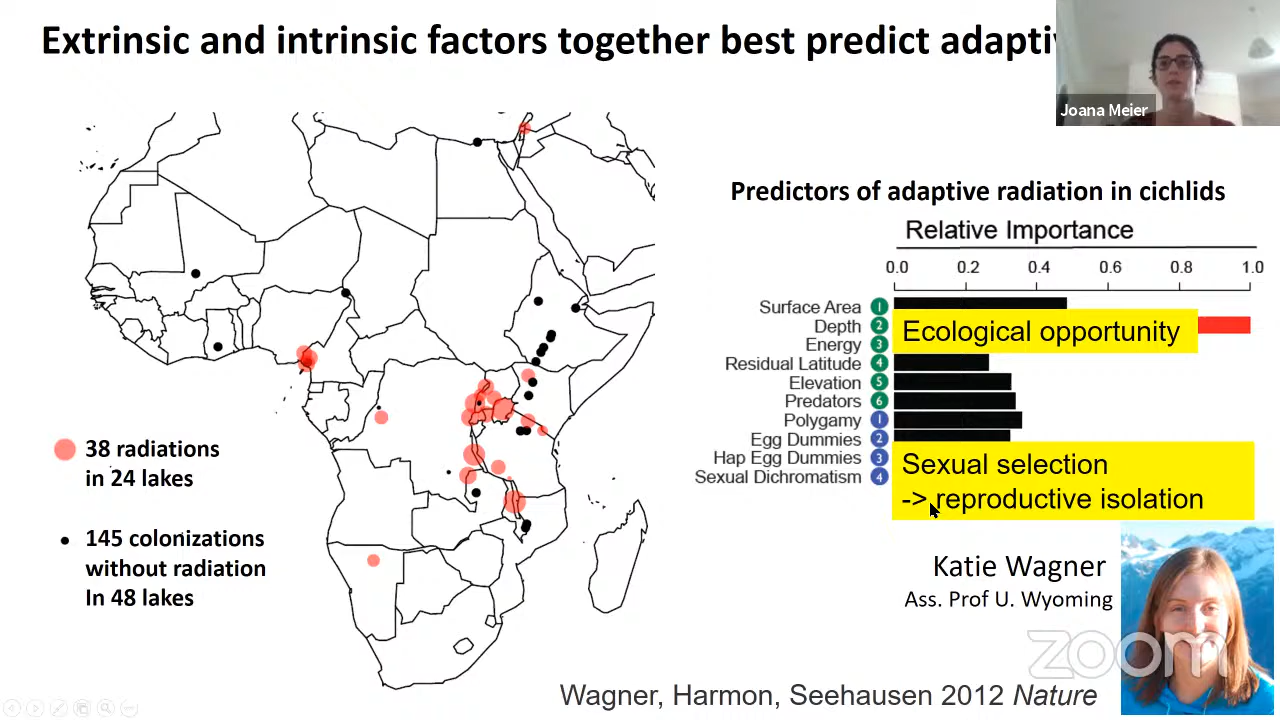 Extrinsic and intrinsic factors together best predict adaptiv
Joana Meier
Predictors of adaptive radiation in cichlids
Relative Importance
0.0 0.2 0.4 0.6 0.8 1.0
Surface Area 1
Depth 2
Energy 3
Residual Latitude 4
Elevation 5
Predators 6
Polygamy 1
Egg Dummies 2
Hap Egg Dummies 3
Sexual Dichromatism 4
Ecological opportunity
Sexual selection
-> reproductive isolation
38 radiations
in 24 lakes
145 colonizations
without radiation
In 48 lakes
Katie Wagner
Ass. Prof U. Wyoming
zoom
Wagner, Harmon, Seehausen 2012 Nature